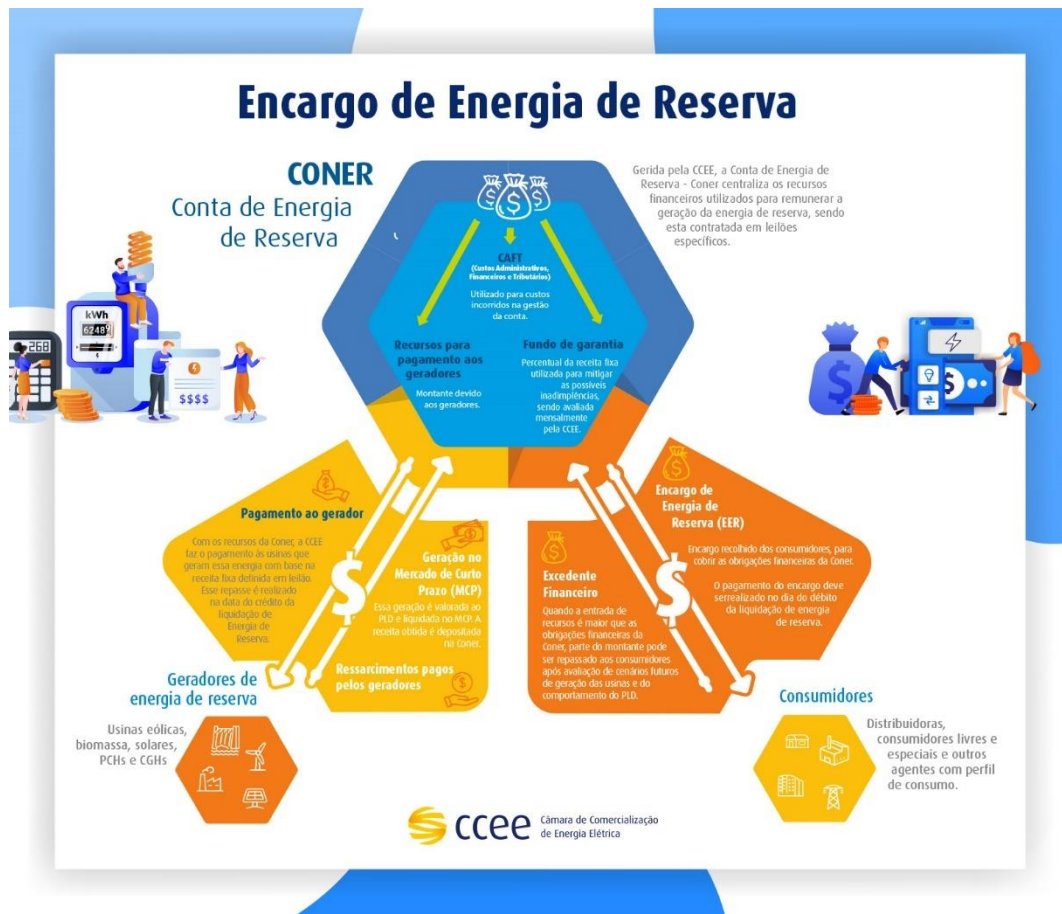 Encargo de Energia de Reserva
CONER
Conta de Energia
de Reserva
Gerida pela CCEE, a Conta de Energia de
Reserva - Coner centraliza os recursos
financeiros utilizados para remunerar a
geração da energia de reserva, sendo
esta contratada em leilões
específicos.
CAFT
(Custos Administrativos,
Financeiros e Tributários)
Utilizado para custos
incorridos na gestão
da conta.
Recursos para
pagamento aos
geradores
Montante devido
aos geradores.
Fundo de garantia
Percentual da receita fixa
utilizada para mitigar
as possíveis
inadimplências,
sendo avaliada
mensalmente
pela CCEE.
kWh
6248
268
$$$$
Pagamento ao gerador
Com os recursos da Coner, a CCEE
faz o pagamento às usinas que
geram essa energia com base na
receita fixa definida em leilão.
Esse repasse é realizado
na data do crédito da
liquidação de
Energia de
Reserva.
Geração no
Mercado de Curto
Prazo (MCP)
Essa geração é valorada ao
PLD e liquidada no MCP. A
receita obtida é depositada
na Coner.
Ressarcimentos pagos
pelos geradores
Excedente
Financeiro
Quando a entrada de
recursos é maior que as
obrigações financeiras da
Coner, parte do montante pode
ser repassado aos consumidores
após avaliação de cenários futuros
de geração das usinas e do
comportamento do PLD.
Encargo de
Energia de
Reserva (EER)
Encargo recolhido dos consumidores, para
cobrir as obrigações financeiras da Coner.
O pagamento do encargo deve
serrealizado no dia do débito
da liquidação de energia
de reserva.
Geradores de
energia de reserva
Usinas eólicas,
biomassa, solares,
PCHs e CGHs
Consumidores
Distribuidoras,
consumidores livres e
especiais e outros
agentes com perfil
de consumo.
ccee
Câmara de Comercialização
de Energia Elétrica